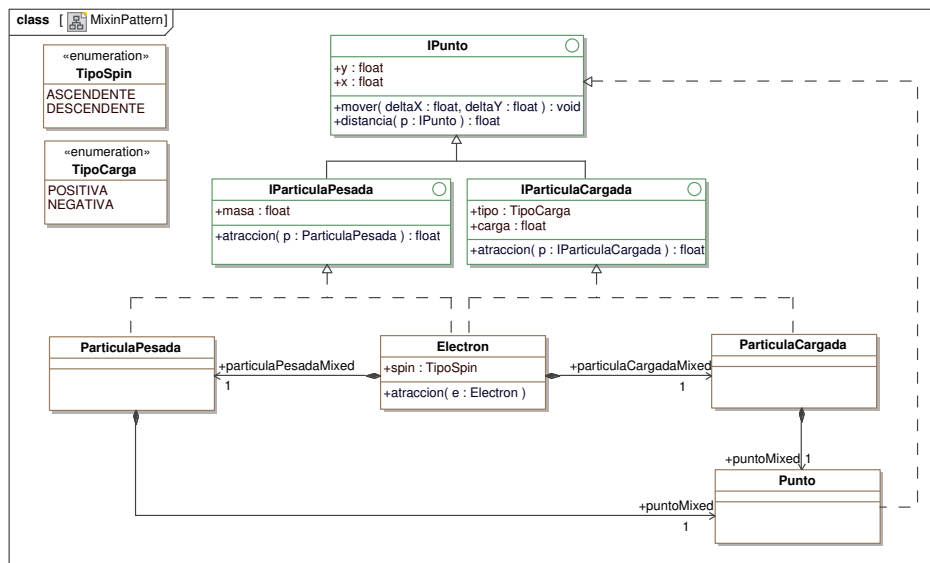 class [ MixinPattern]
«enumeration»
TipoSpin
ASCENDENTE
DESCENDENTE
«enumeration»
TipoCarga
POSITIVA
NEGATIVA
IPunto
+y : float
+x : float
+mover( deltaX : float, deltaY : float ) : void
+distancia( p : IPunto ) : float
IParticulaPesada
+masa : float
+atraccion( p : ParticulaPesada ) : float
IParticulaCargada
+tipo : TipoCarga
+carga : float
+atraccion( p : IParticulaCargada ) : float
ParticulaPesada
+particulaPesadaMixed
1
Electron
+spin : TipoSpin
+atraccion( e : Electron )
+particulaCargadaMixed
1
ParticulaCargada
+puntoMixed 1
Punto
+puntoMixed
1